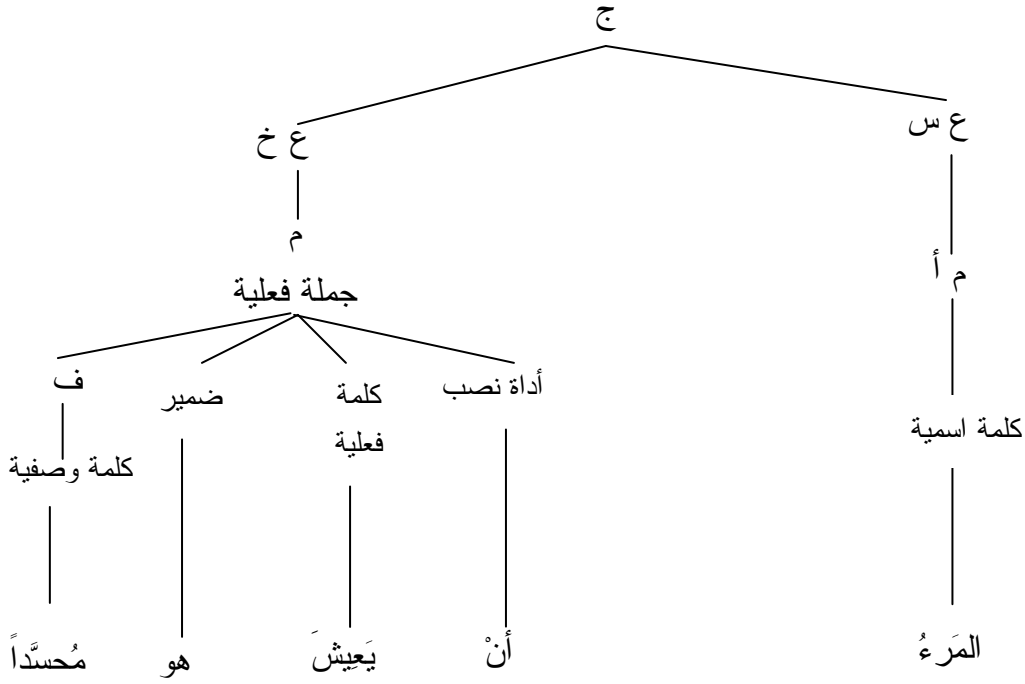 ج
ع س
ع خ
م أ
م
جملة فعلية
أداة نصب
كلمة فعلية
ضمير
ف
كلمة اسمية
كلمة وصفية
المَرءُ
أنْ
يَعِيشَ
هو
مُحسَّداً